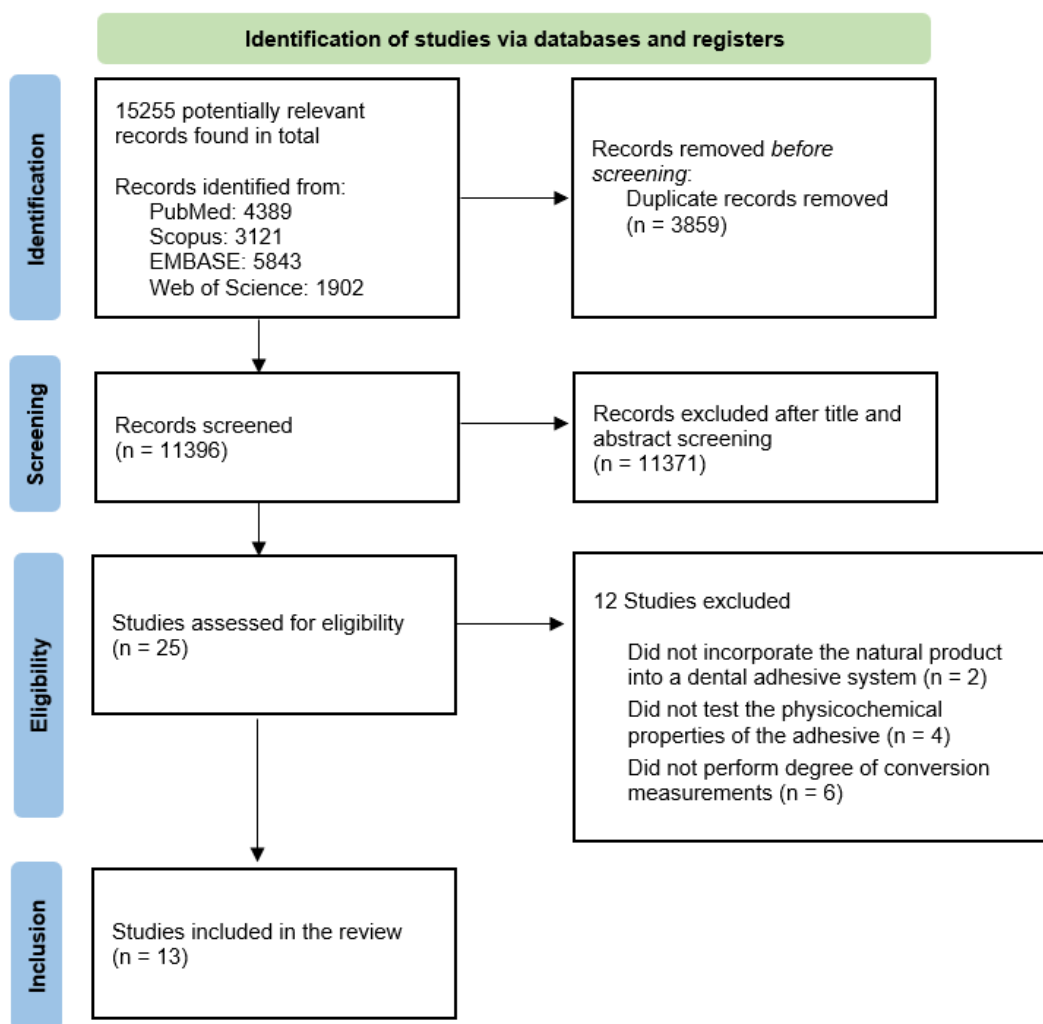 Identification of studies via databases and registers
Identification
15255 potentially relevant
records found in total
Records identified from:
PubMed: 4389
Scopus: 3121
EMBASE: 5843
Web of Science: 1902
Records removed before
screening:
Duplicate records removed
(n = 3859)
Screening
Records screened
(n = 11396)
Records excluded after title and
abstract screening
(n = 11371)
Eligibility
Studies assessed for eligibility
(n = 25)
12 Studies excluded
Did not incorporate the natural product
into a dental adhesive system (n = 2)
Did not test the physicochemical
properties of the adhesive (n = 4)
Did not perform degree of conversion
measurements (n = 6)
Inclusion
Studies included in the review
(n = 13)